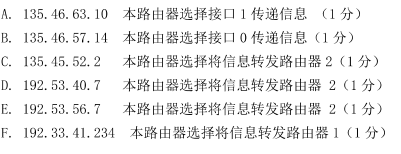 A. 135.46.63.10 本路由器选择接口 1 传递信息 （1 分）
B. 135.46.57.14 本路由器选择接口 0 传递信息（1 分）
C. 135.45.52.2 本路由器选择将信息转发路由器 2（1 分）
D. 192.53.40.7 本路由器选择将信息转发路由器 2（1 分）
E. 192.53.56.7 本路由器选择将信息转发路由器 2（1 分）
F. 192.33.41.234 本路由器选择将信息转发路由器 1（1 分）